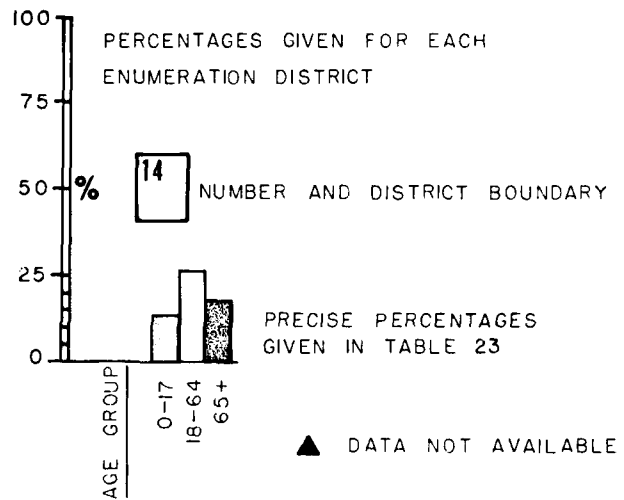 100
PERCENTAGES GIVEN FOR EACH
ENUMERATION DISTRICT
75
14
50 %
NUMBER AND DISTRICT BOUNDARY
25
PRECISE PERCENTAGES
GIVEN IN TABLE 23
0
AGE GROUP
0-17
18-64
65+
▲ DATA NOT AVAILABLE